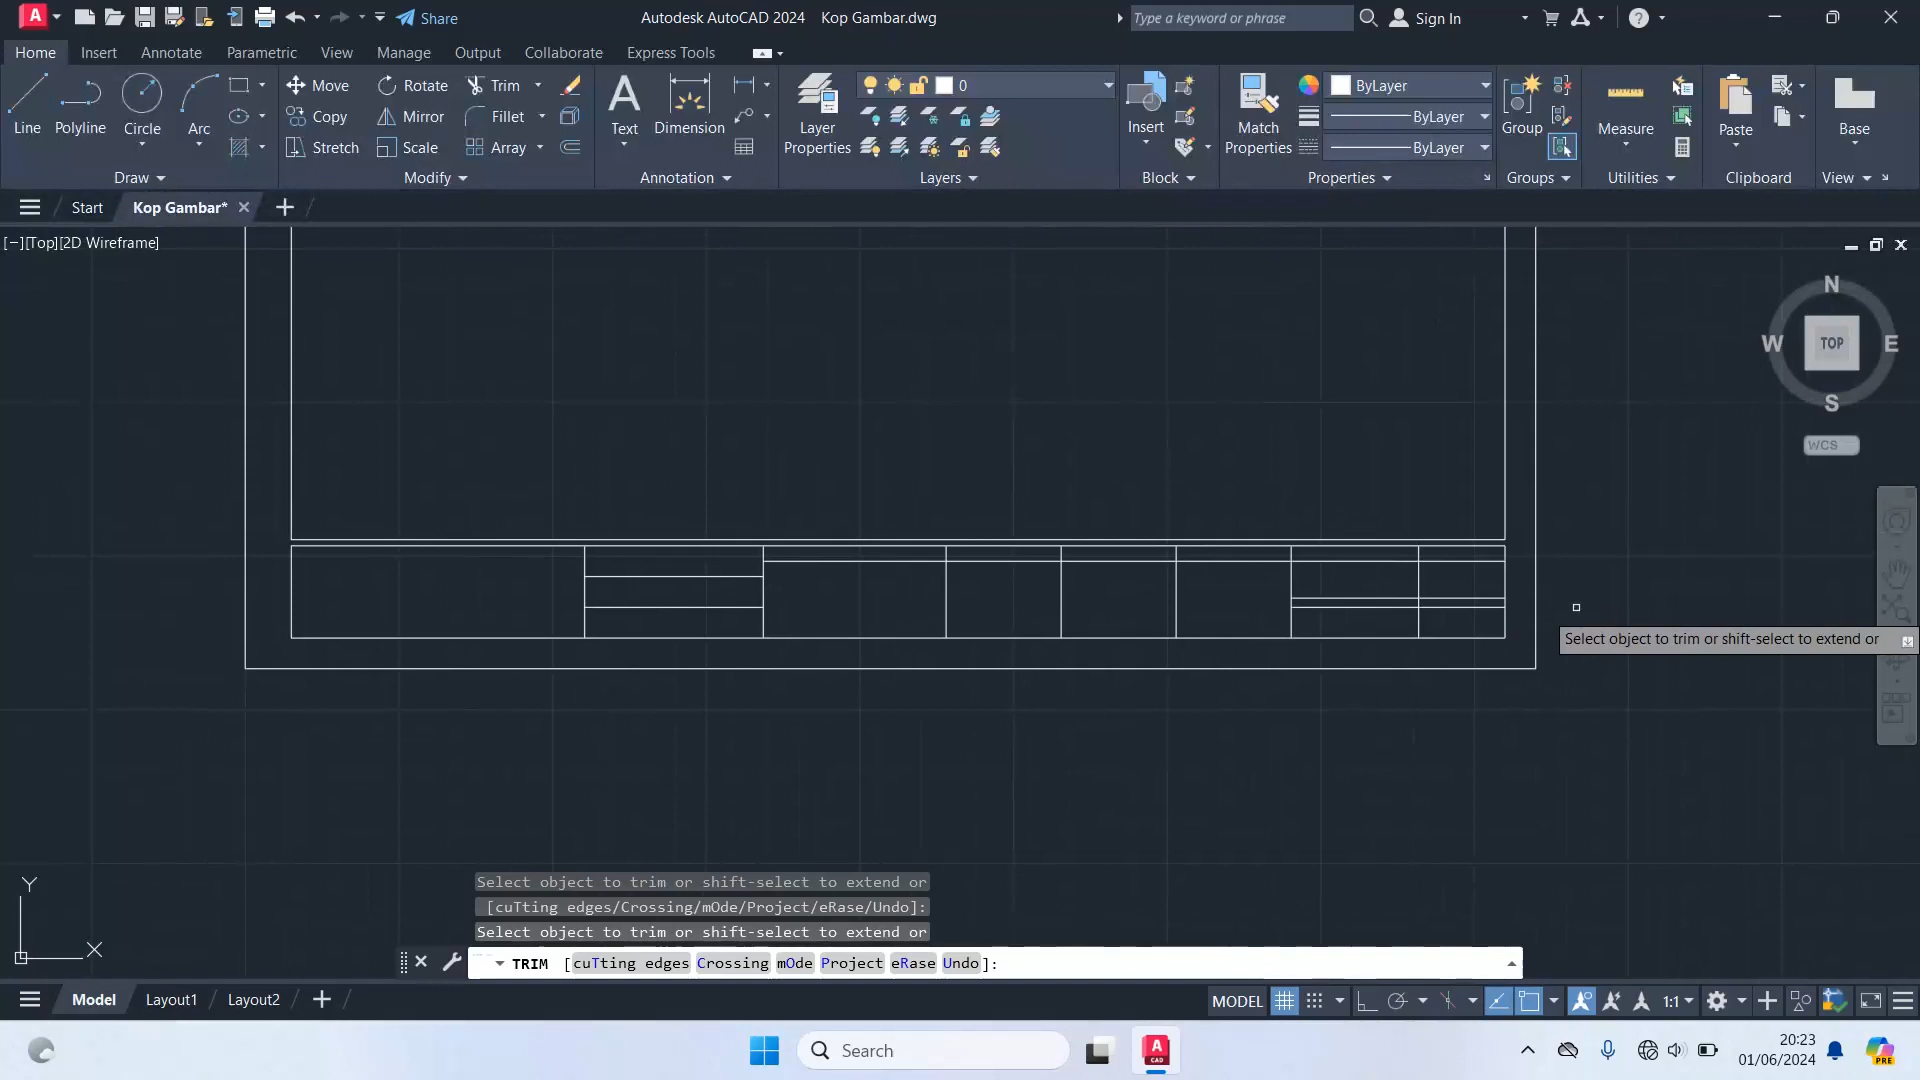 Share
Autodesk AutoCAD 2024 Kop Gambar.dwg
Type a keyword or phrase
Sign In
Home Insert Annotate Parametric View Manage Output Collaborate Express Tools
Line
Polyline
Circle
Arc
Draw
Move
Rotate
Trim
Copy
Mirror
Fillet
Stretch
Scale
Array
Modify
Text
Dimension
Annotation
Layer
Properties
0
Layers
Insert
Block
Match
Properties
ByLayer
ByLayer
ByLayer
Properties
Group
Groups
Measure
Utilities
Paste
Clipboard
Base
View
Start
Kop Gambar*
[−][Top][2D Wireframe]
N
W TOP E
S
WCS
Select object to trim or shift-select to extend or
Y
X
Select object to trim or shift-select to extend or
[cuTting edges/Crossing/mOde/Project/eRase/Undo]:
Select object to trim or shift-select to extend or
TRIM [cuTting edges Crossing mOde Project eRase Undo]:
Model Layout1 Layout2
MODEL
1:1
Search
A
CAD
20:23
01/06/2024
PRE